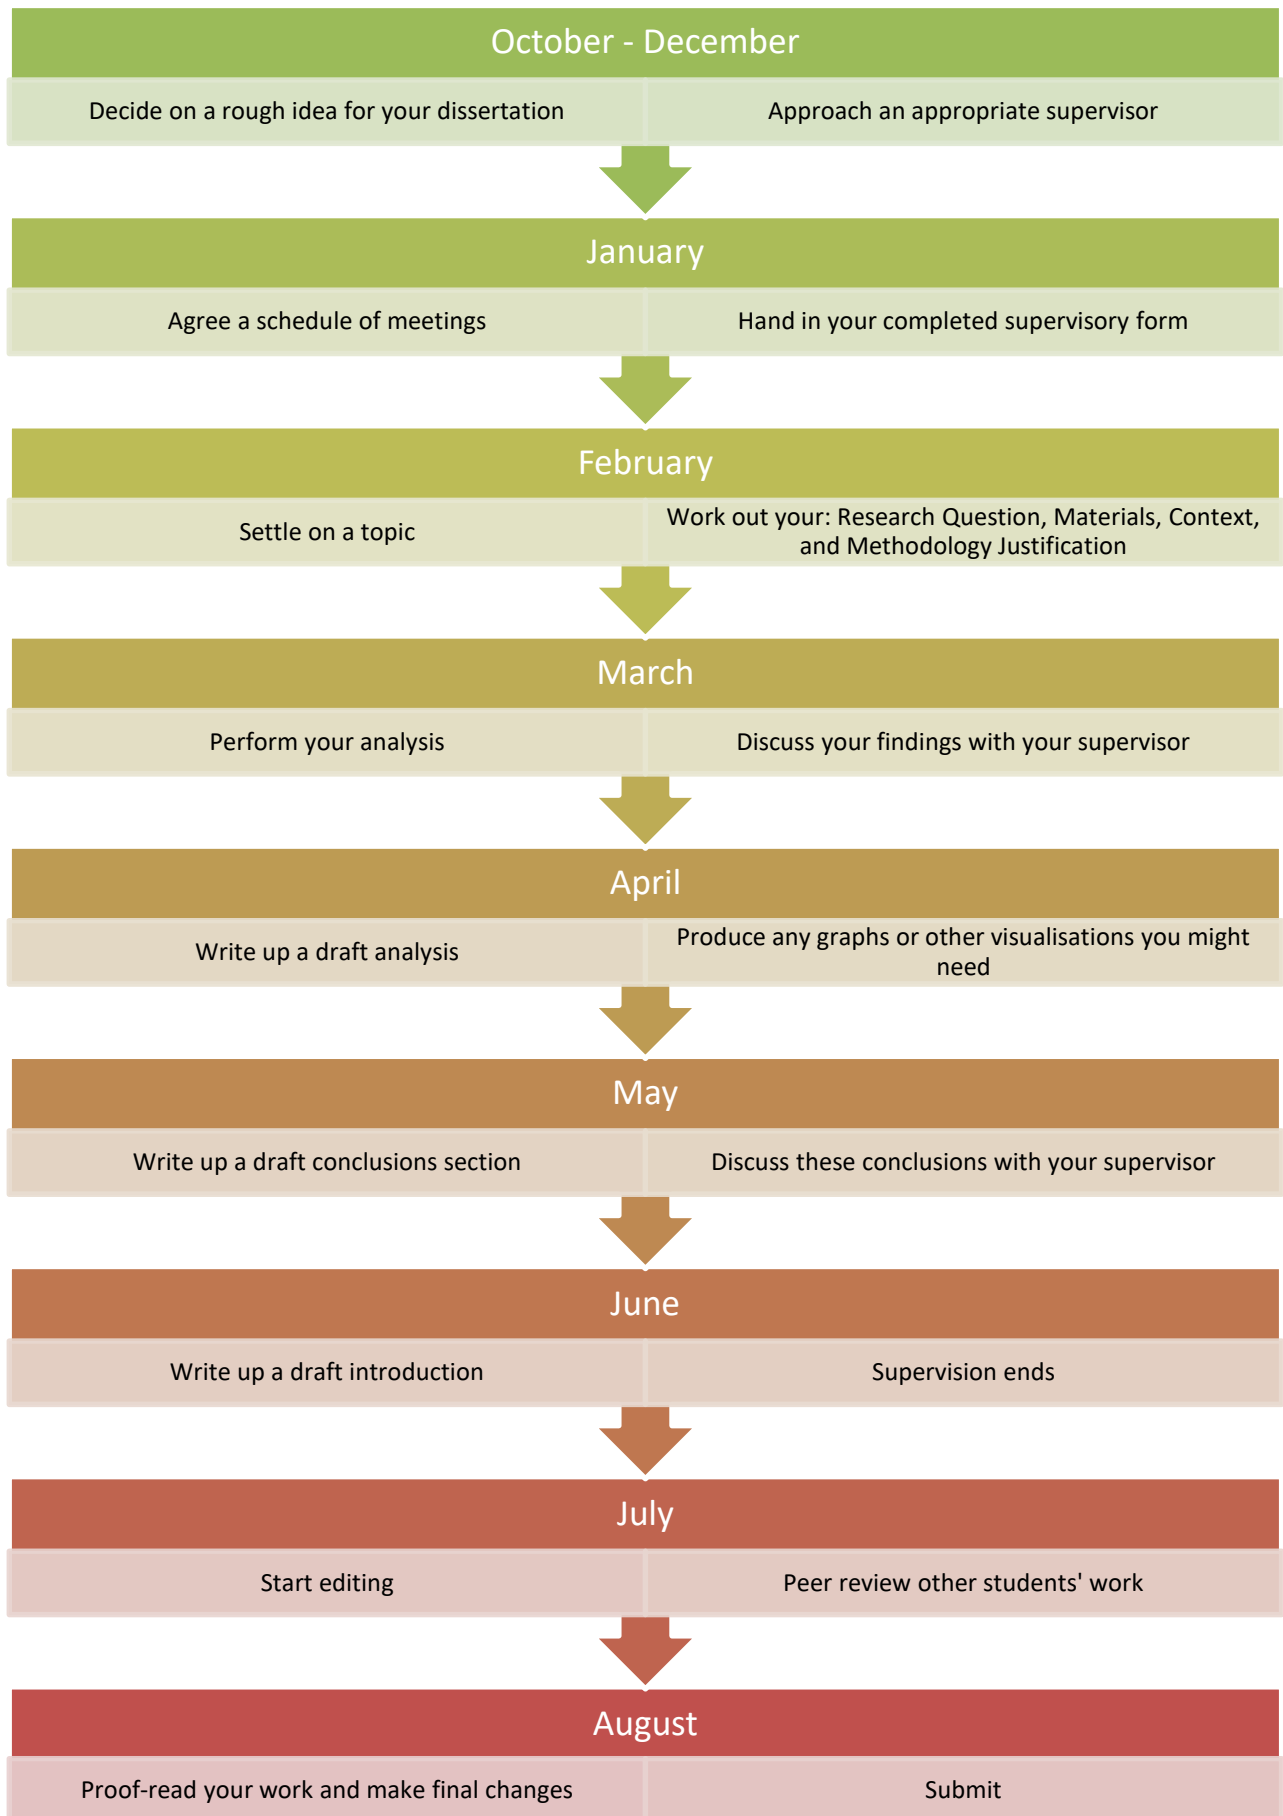 October - December
Decide on a rough idea for your dissertation
Approach an appropriate supervisor
January
Agree a schedule of meetings
Hand in your completed supervisory form
February
Settle on a topic
Work out your: Research Question, Materials, Context,
and Methodology Justification
March
Perform your analysis
Discuss your findings with your supervisor
April
Write up a draft analysis
Produce any graphs or other visualisations you might
need
May
Write up a draft conclusions section
Discuss these conclusions with your supervisor
June
Write up a draft introduction
Supervision ends
July
Start editing
Peer review other students' work
August
Proof-read your work and make final changes
Submit